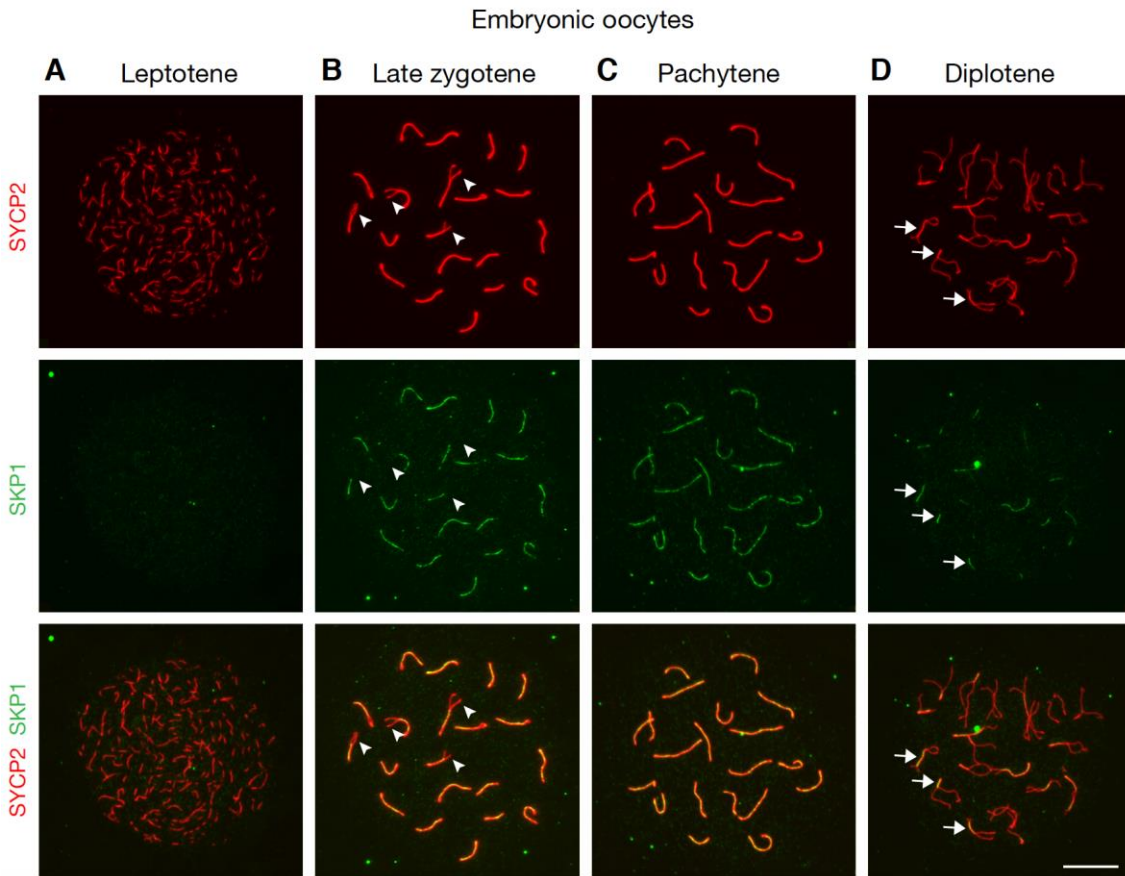 Embryonic oocytes
A Leptotene
B Late zygotene
C Pachytene
D Diplotene
SYCP2
SKP1
SYCP2 SKP1